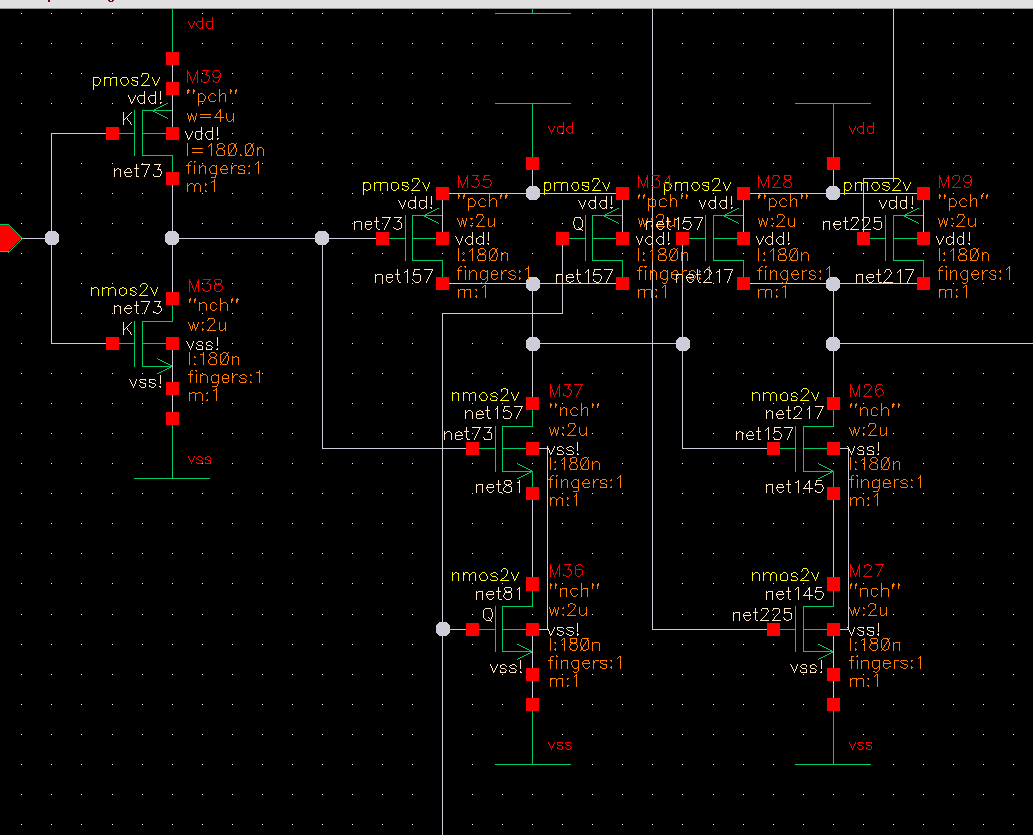 vdd
pmos2v
M39
vdd!
"pch"
w=4u
K
vdd!
l=180.0n
net73
fingers:1
m:1
nmos2v
M38
net73
"nch"
w:2u
K
vss!
l:180n
vss!
fingers:1
m:1
vss
vdd
pmos2v
M35
vdd!
"pch"
w:2u
net73
vdd!
l:180n
net157
fingers:1
m:1
pmos2v
M34
vdd!
"pch"
w:2u
Q
vdd!
l:180n
net157
fingers:1
m:1
vdd
pmos2v
M28
vdd!
"pch"
w:2u
net157
vdd!
l:180n
net217
fingers:1
m:1
pmos2v
M29
vdd!
"pch"
w:2u
net225
vdd!
l:180n
net217
fingers:1
m:1
nmos2v
M37
net157
"nch"
w:2u
net73
vss!
l:180n
net81
fingers:1
m:1
nmos2v
M36
net81
"nch"
w:2u
Q
vss!
l:180n
vss!
fingers:1
m:1
vss
nmos2v
M26
net217
"nch"
w:2u
net157
vss!
l:180n
net145
fingers:1
m:1
nmos2v
M27
net145
"nch"
w:2u
net225
vss!
l:180n
vss!
fingers:1
m:1
vss